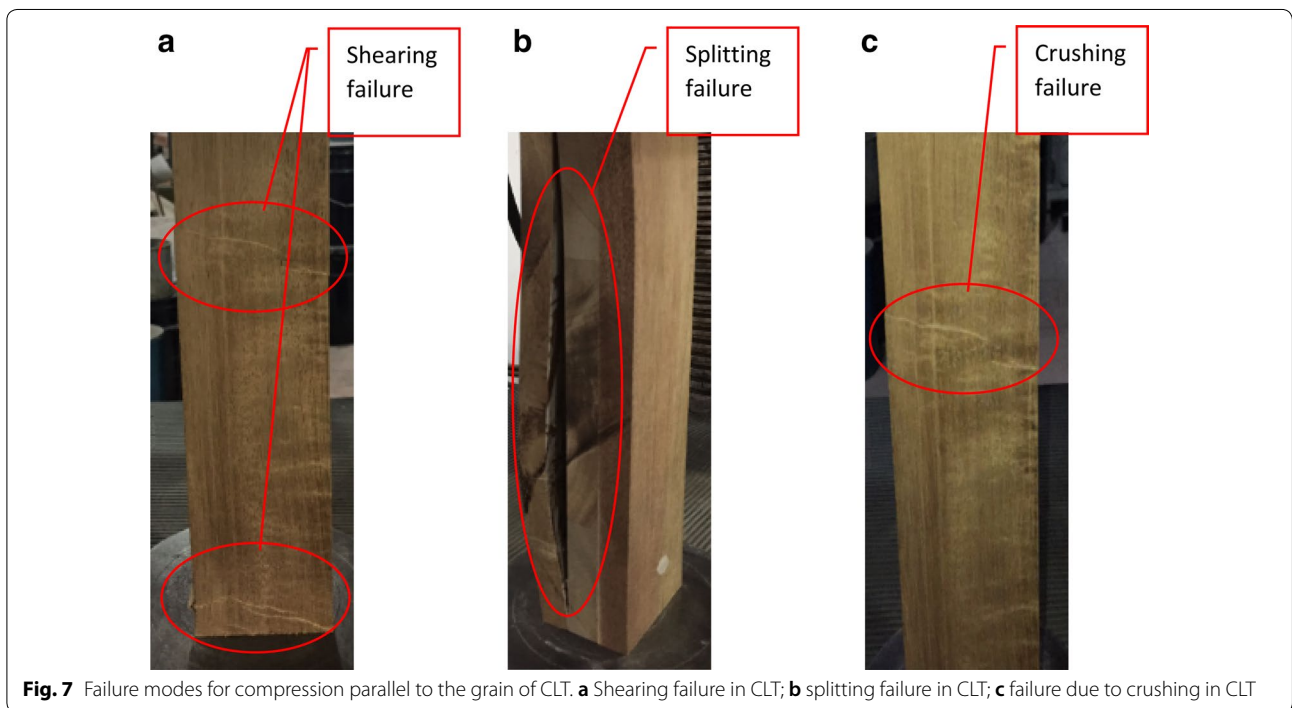 a
Shearing
failure
b
Splitting
failure
c
Crushing
failure
Fig. 7 Failure modes for compression parallel to the grain of CLT. a Shearing failure in CLT; b splitting failure in CLT; c failure due to crushing in CLT